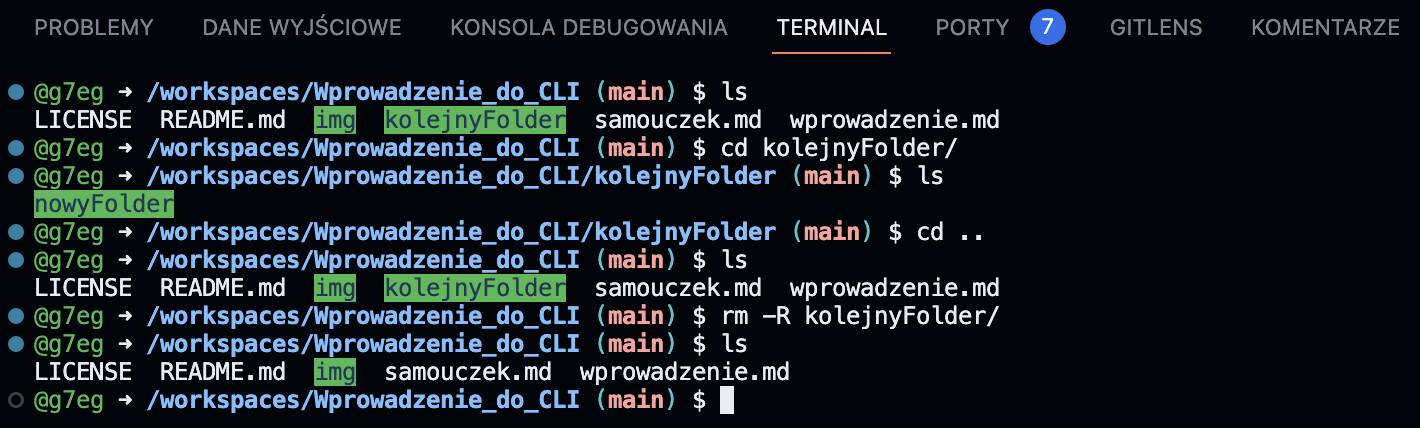 PROBLEMY DANE WYJŚCIOWE KONSOLA DEBUGOWANIA TERMINAL PORTY 7 GITLENS KOMENTARZE
@g7eg ➜ /workspaces/Wprowadzenie_do_CLI (main) $ ls
LICENSE README.md img kolejnyFolder samouczek.md wprowadzenie.md
@g7eg ➜ /workspaces/Wprowadzenie_do_CLI (main) $ cd kolejnyFolder/
@g7eg ➜ /workspaces/Wprowadzenie_do_CLI/kolejnyFolder (main) $ ls
nowyFolder
@g7eg ➜ /workspaces/Wprowadzenie_do_CLI/kolejnyFolder (main) $ cd ..
@g7eg ➜ /workspaces/Wprowadzenie_do_CLI (main) $ ls
LICENSE README.md img kolejnyFolder samouczek.md wprowadzenie.md
@g7eg ➜ /workspaces/Wprowadzenie_do_CLI (main) $ rm -R kolejnyFolder/
@g7eg ➜ /workspaces/Wprowadzenie_do_CLI (main) $ ls
LICENSE README.md img samouczek.md wprowadzenie.md
@g7eg ➜ /workspaces/Wprowadzenie_do_CLI (main) $